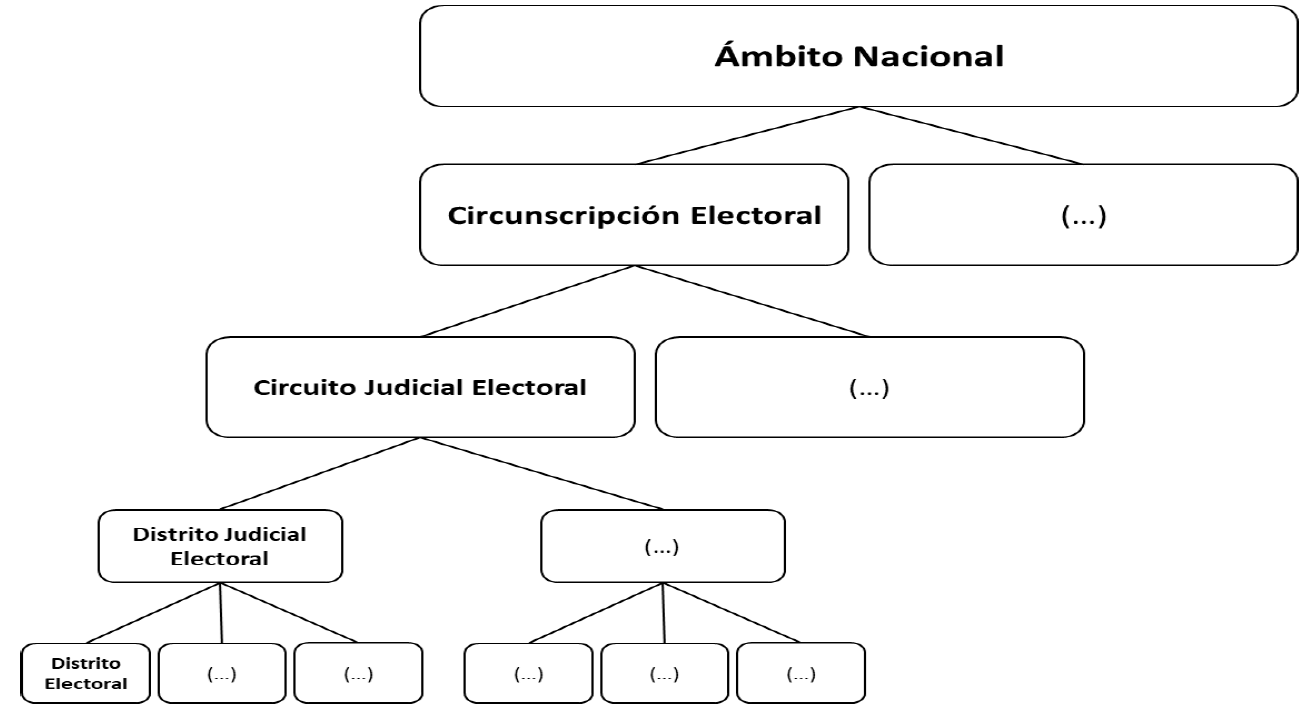 Ámbito Nacional
Circunscripción Electoral
(...)
Circuito Judicial Electoral
(...)
Distrito Judicial
Electoral
(...)
Distrito
Electoral
(...)
(...)
(...)
(...)
(...)